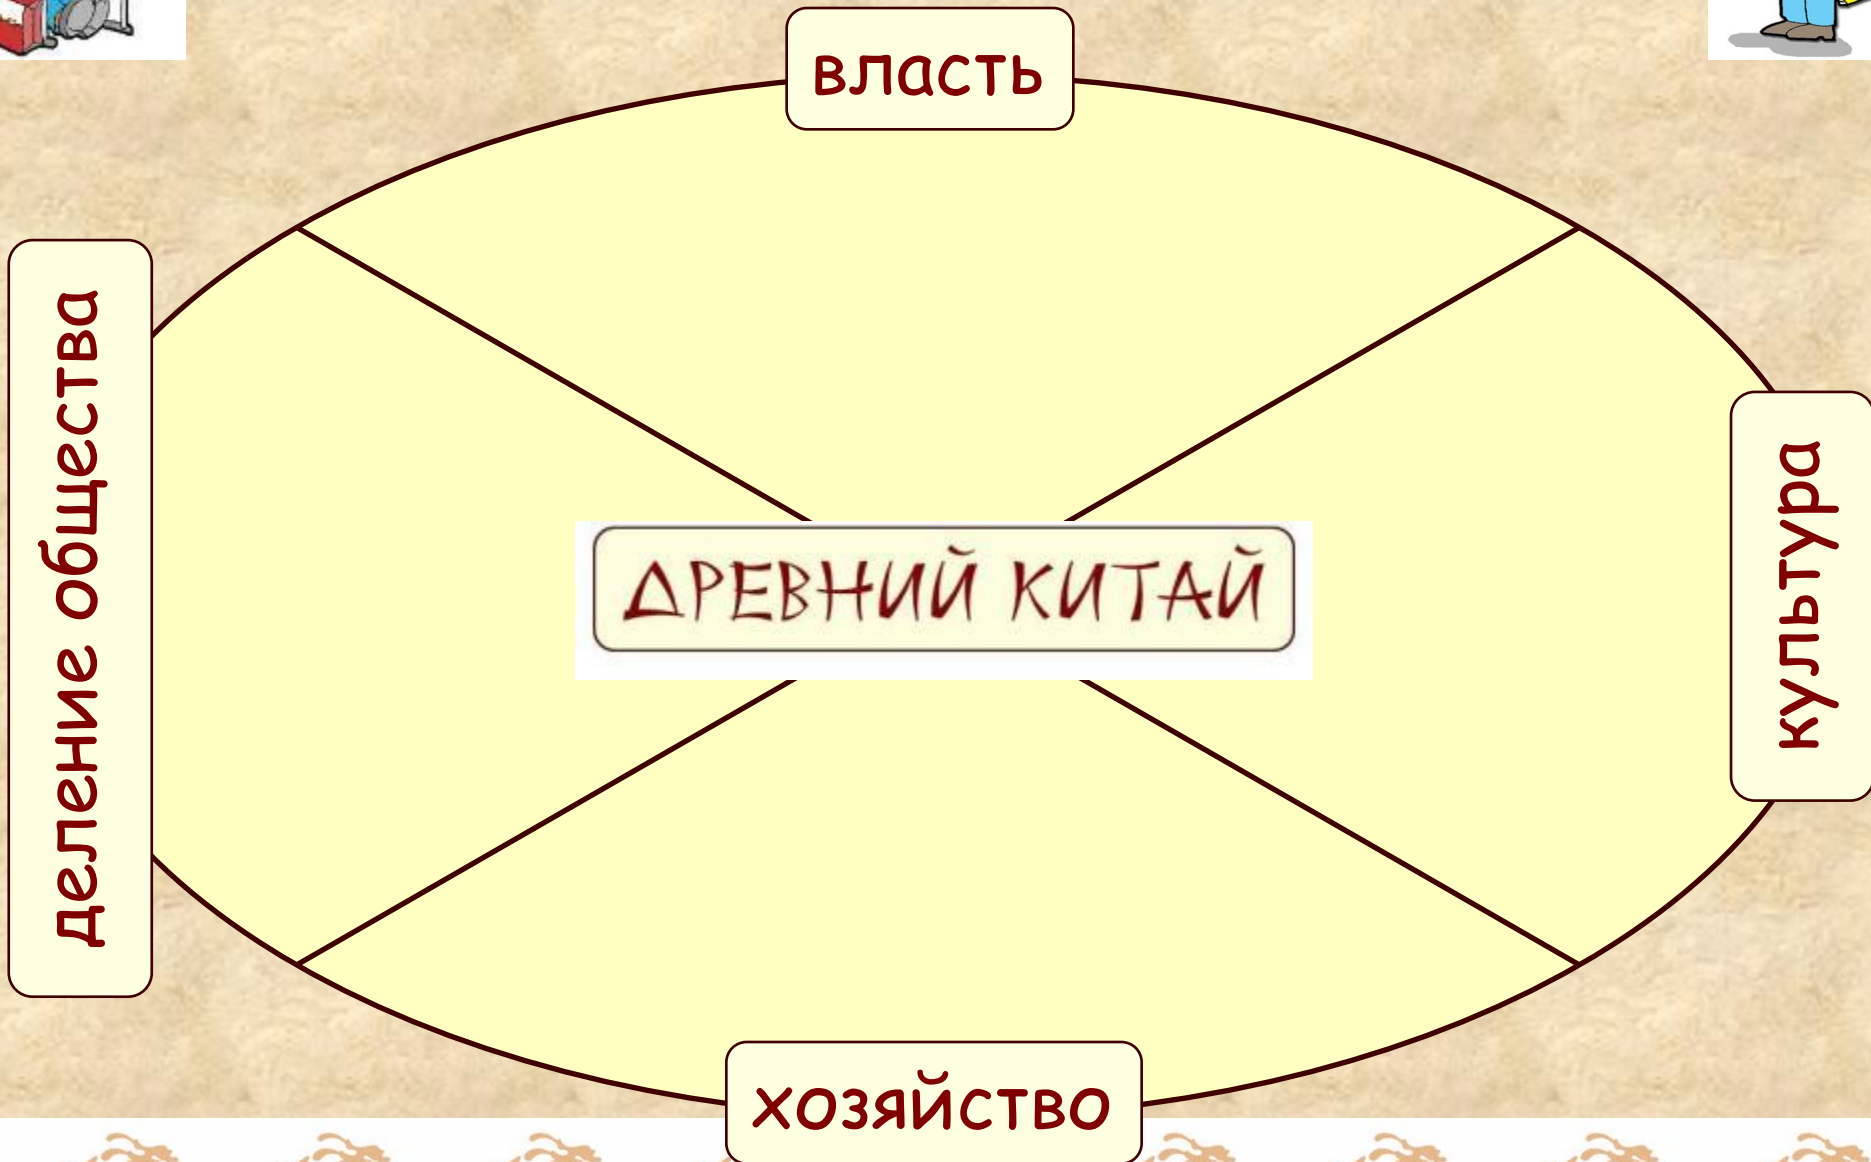 власть
деление общества
ДРЕВНИЙ КИТАЙ
культура
хозяйство